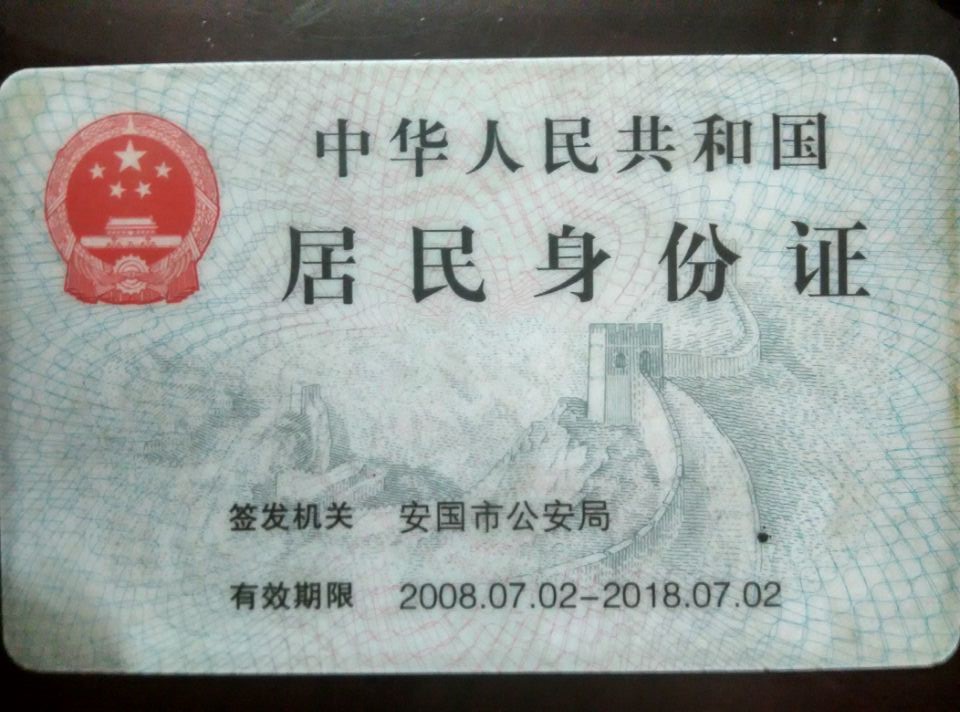 中华人民共和国
居民身份证
签发机关 安国市公安局
有效期限 2008.07.02-2018.07.02